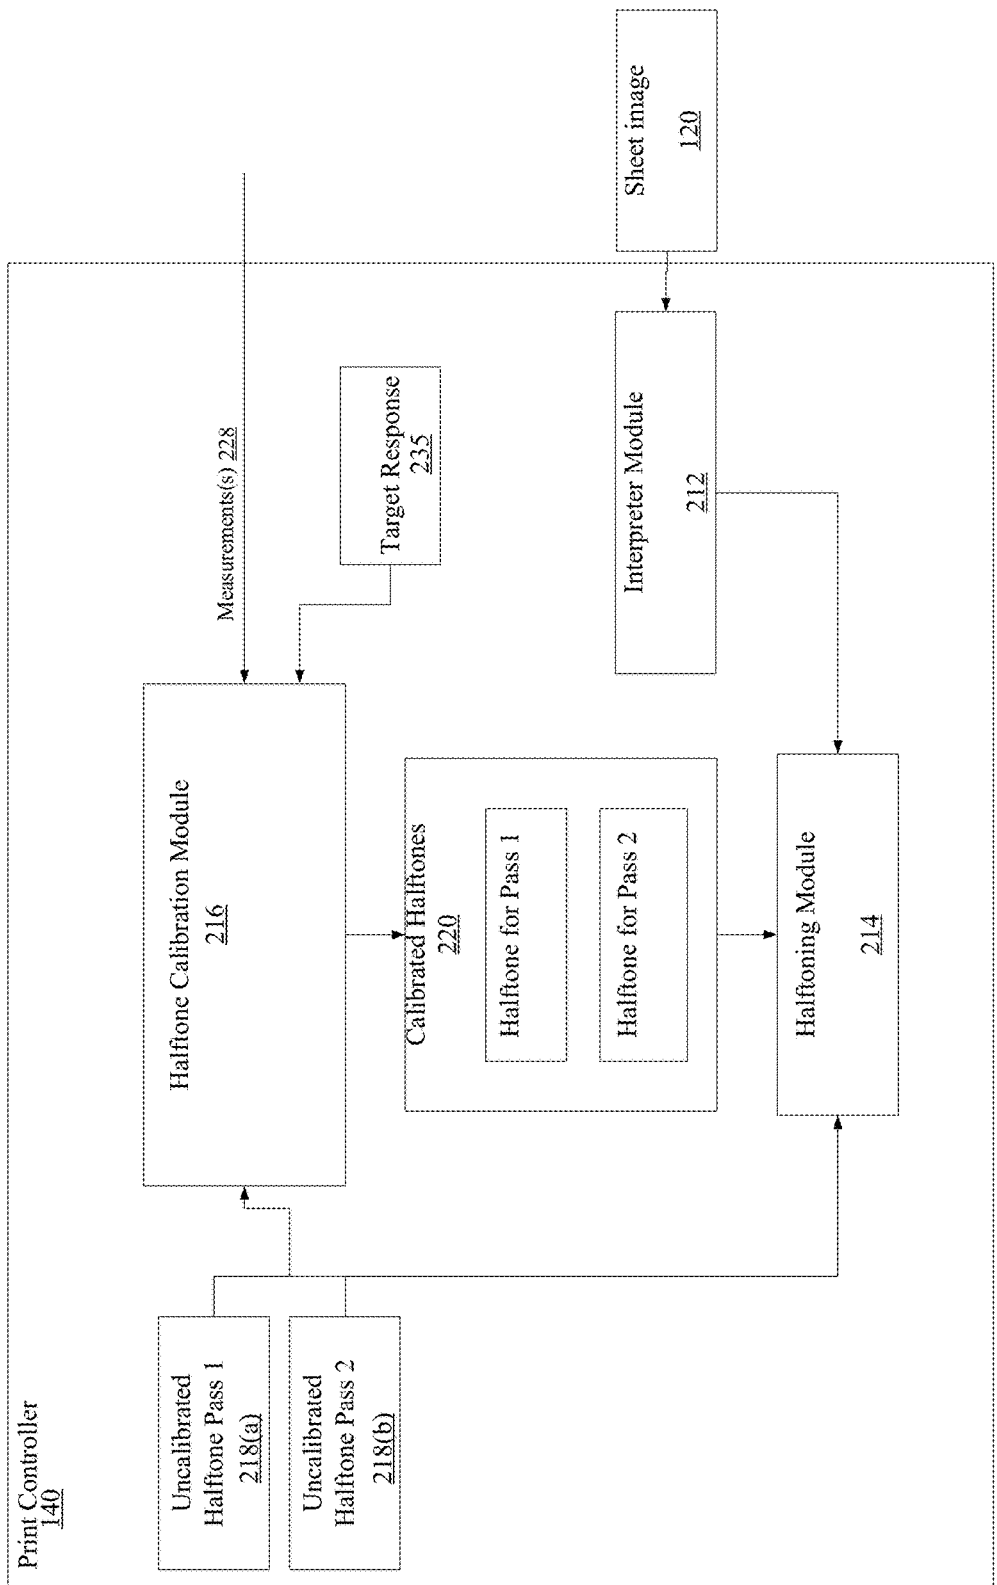 Print Controller
140
Uncalibrated
Halftone Pass 1
218(a)
Uncalibrated
Halftone Pass 2
218(b)
Halftone Calibration Module
216
Measurements(s) 228
Target Response
235
Calibrated Halftones
220
Halftone for Pass 1
Halftone for Pass 2
Halftoning Module
214
Interpreter Module
212
Sheet image
120